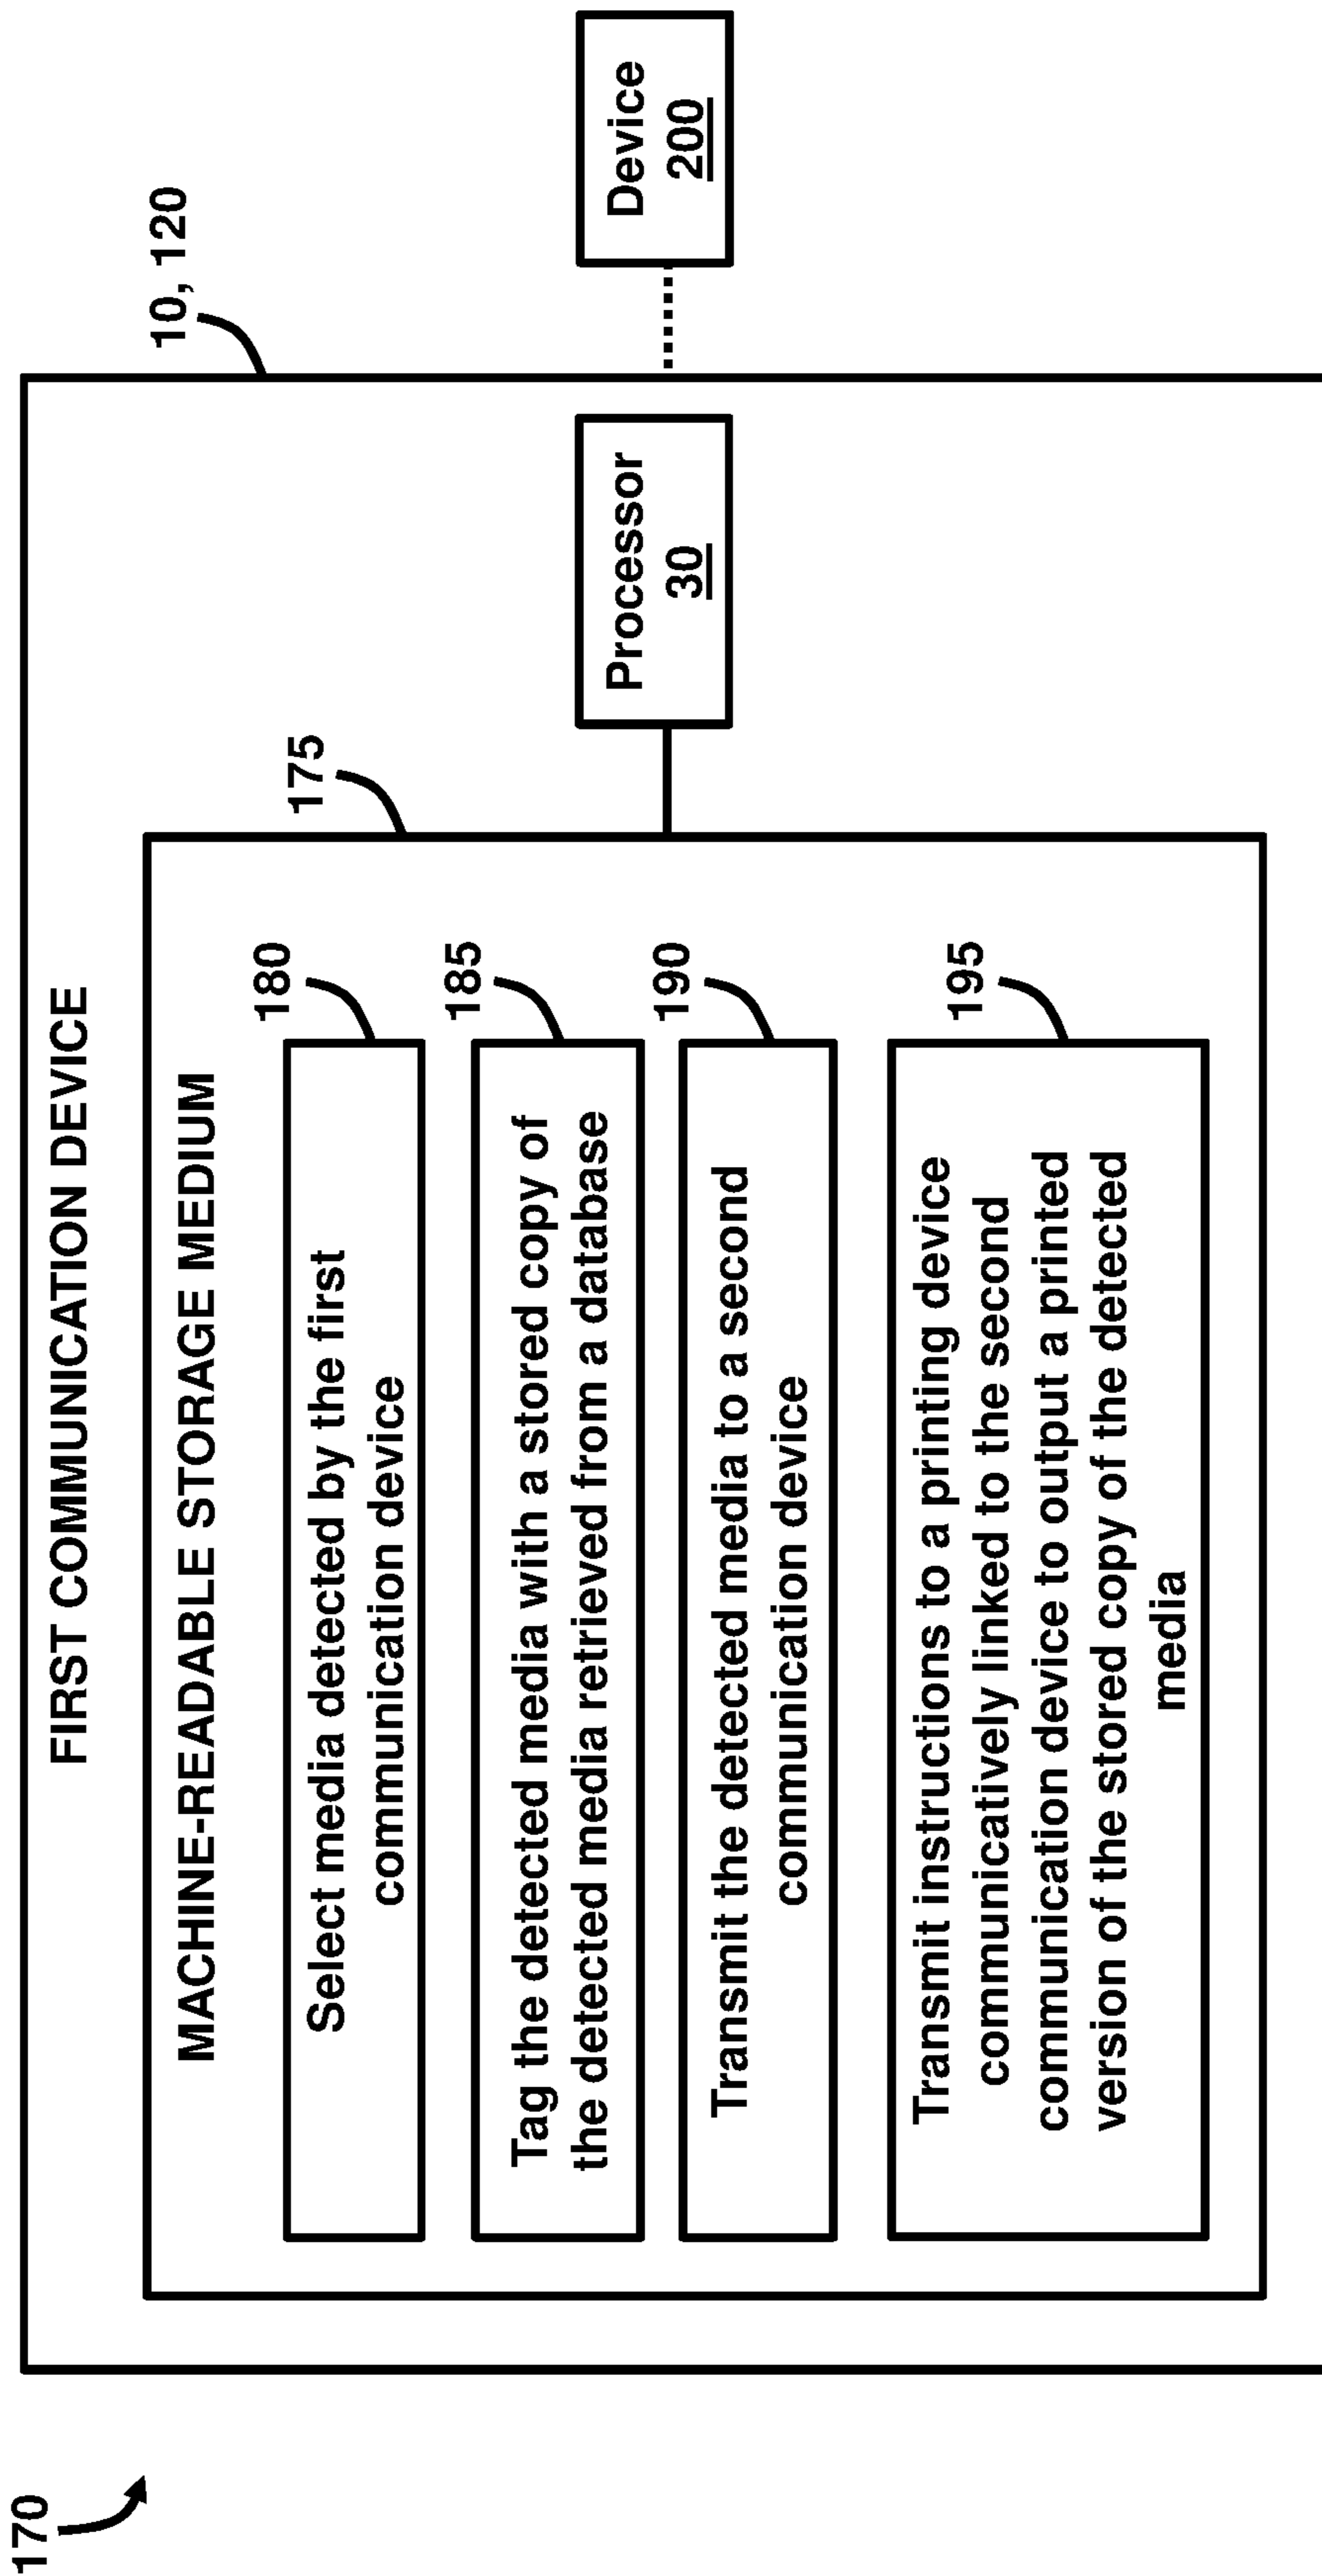 170
FIRST COMMUNICATION DEVICE
10, 120
MACHINE-READABLE STORAGE MEDIUM
175
180
Select media detected by the first
communication device
185
Tag the detected media with a stored copy of
the detected media retrieved from a database
190
Transmit the detected media to a second
communication device
195
Transmit instructions to a printing device
communicatively linked to the second
communication device to output a printed
version of the stored copy of the detected
media
Processor
30
Device
200